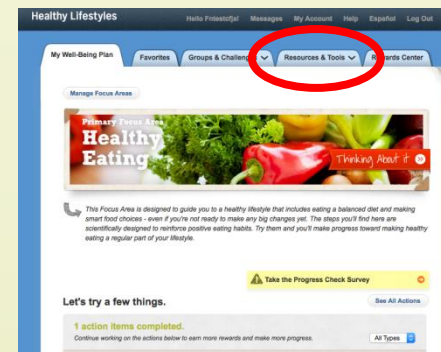 Healthy Lifestyles
Messages My Account Help Español Log Out
My Well-Being Plan Favorites Groups & Challenges Resources & Tools Rewards Center
Manage Focus Areas
Primary Focus Area
Healthy
Eating
Thinking About it
This Focus Area is designed to guide you to a healthy lifestyle that includes eating a balanced diet and making
smart food choices - even if you're not ready to make any big changes yet. The steps you'll find here are
scientifically designed to reinforce positive eating habits. Try them and you'll make progress toward making healthy
eating a regular part of your lifestyle.
Take the Progress Check Survey
Let's try a few things.
See All Actions
1 action items completed.
Continue working on the actions below to earn more rewards and make more progress.
All Types